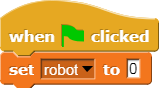 when clicked
set robot to 0